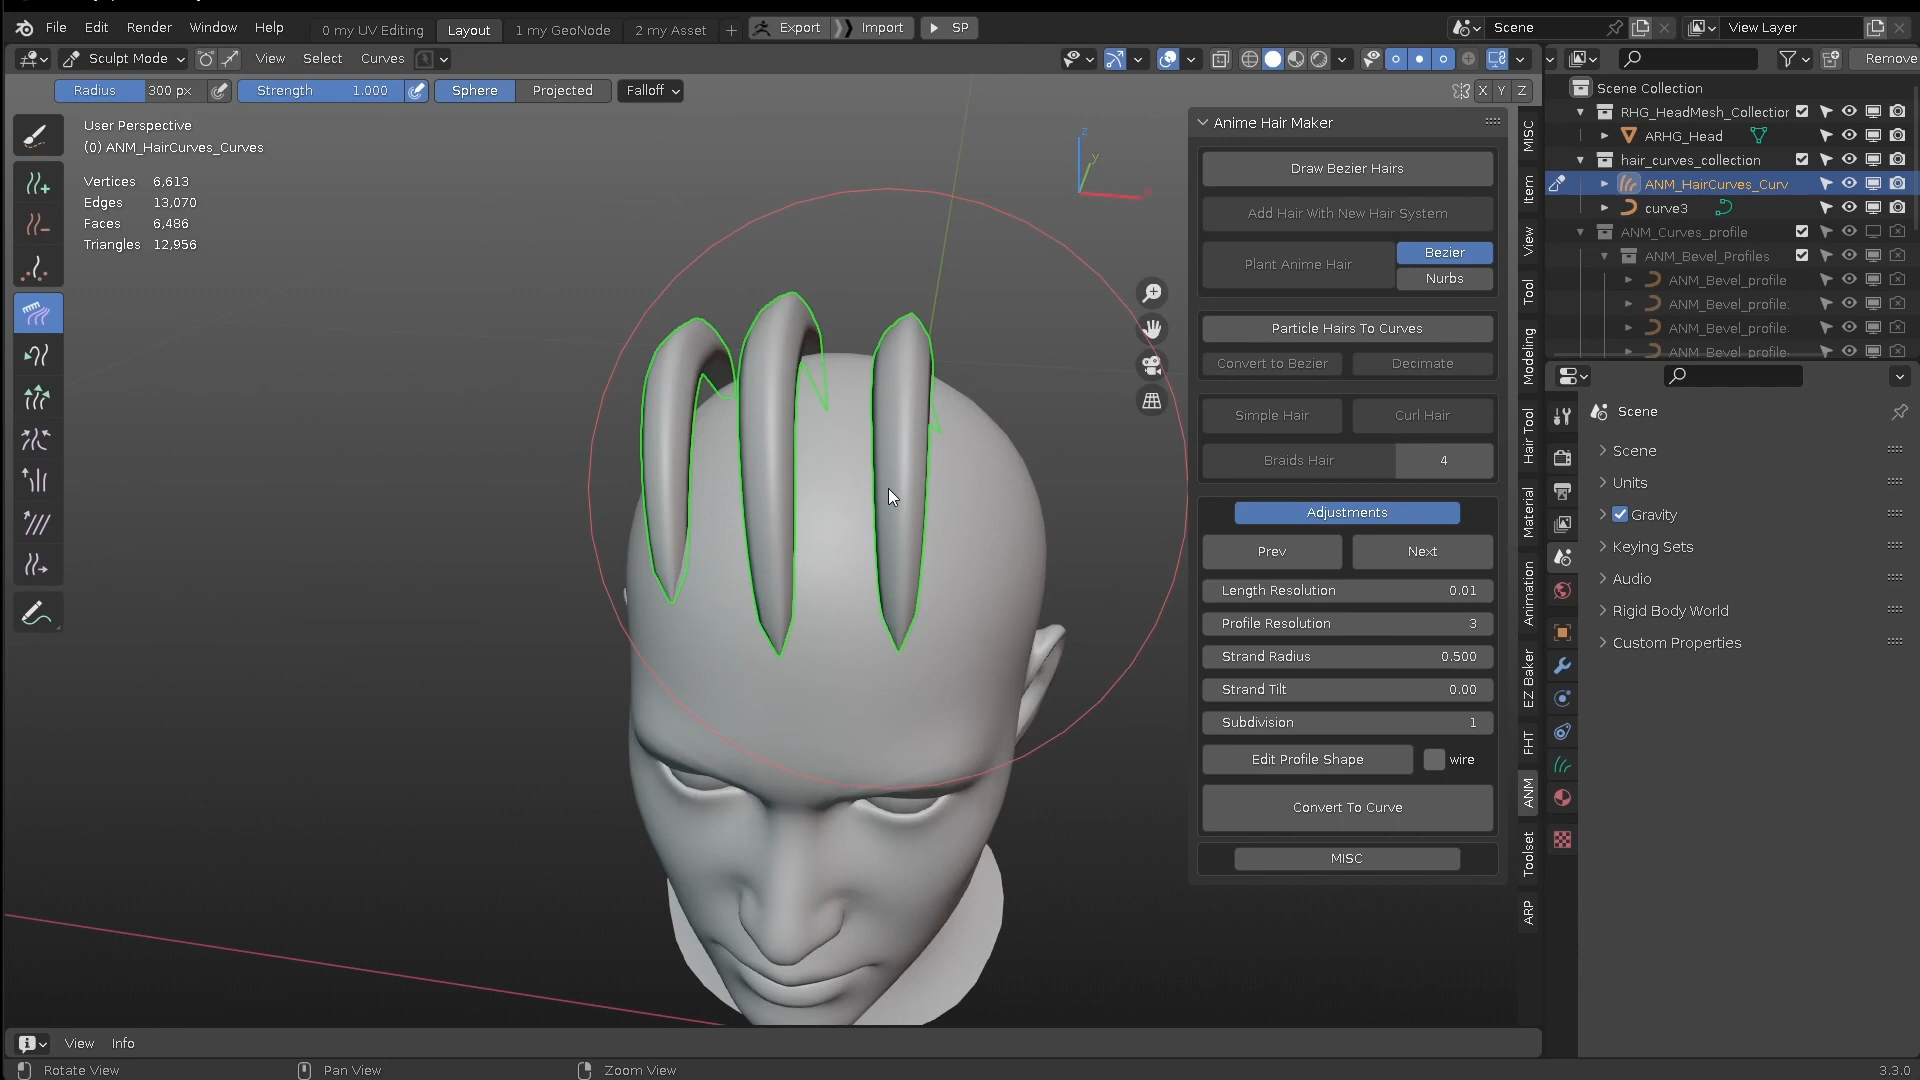 File Edit Render Window Help 0 my UV Editing Layout 1 my GeoNode 2 my Asset + Export Import SP Scene View Layer
Sculpt Mode View Select Curves Remove
Radius 300 px Strength 1.000 Sphere Projected Falloff X Y Z
User Perspective
(0) ANM_HairCurves_Curves
Vertices 6,613
Edges 13,070
Faces 6,486
Triangles 12,956
z
y
Anime Hair Maker
Draw Bezier Hairs
Add Hair With New Hair System
Plant Anime Hair
Bezier
Nurbs
Particle Hairs To Curves
Convert to Bezier Decimate
Simple Hair Curl Hair
Braids Hair 4
Adjustments
Prev Next
Length Resolution 0.01
Profile Resolution 3
Strand Radius 0.500
Strand Tilt 0.00
Subdivision 1
Edit Profile Shape wire
Convert To Curve
MISC
MISC
Item
View
Tool
Modeling
Hair Tool
Material
Animation
EZ Baker
FHT
ANM
Toolset
ARP
Scene Collection
RHG_HeadMesh_Collection
ARHG_Head
hair_curves_collection
ANM_HairCurves_Curv
curve3
ANM_Curves_profile
ANM_Bevel_Profiles
ANM_Bevel_profile
ANM_Bevel_profile:
ANM_Bevel_profile:
ANM_Bevel_profile
Scene
Scene
Units
Gravity
Keying Sets
Audio
Rigid Body World
Custom Properties
View Info
Rotate View Pan View Zoom View 3.3.0